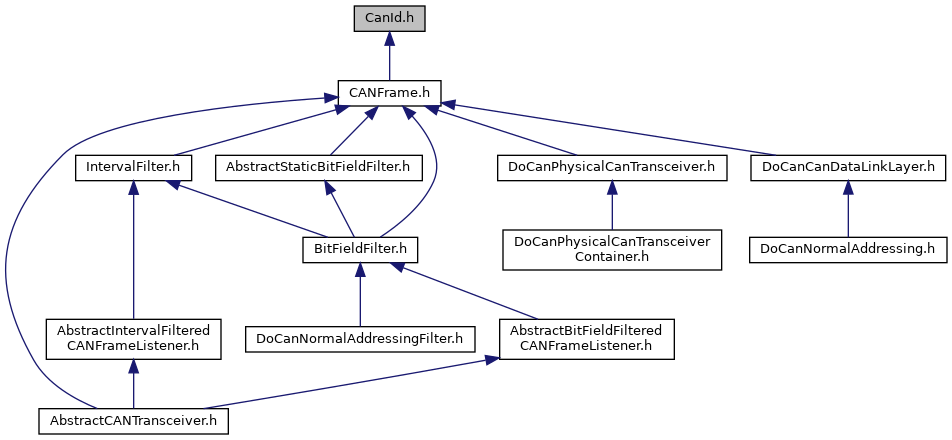 CanId.h
CANFrame.h
IntervalFilter.h
AbstractStaticBitFieldFilter.h
DoCanPhysicalCanTransceiver.h
DoCanCanDataLinkLayer.h
BitFieldFilter.h
DoCanPhysicalCanTransceiver
Container.h
DoCanNormalAddressing.h
AbstractIntervalFiltered
CANFrameListener.h
DoCanNormalAddressingFilter.h
AbstractBitFieldFiltered
CANFrameListener.h
AbstractCANTransceiver.h